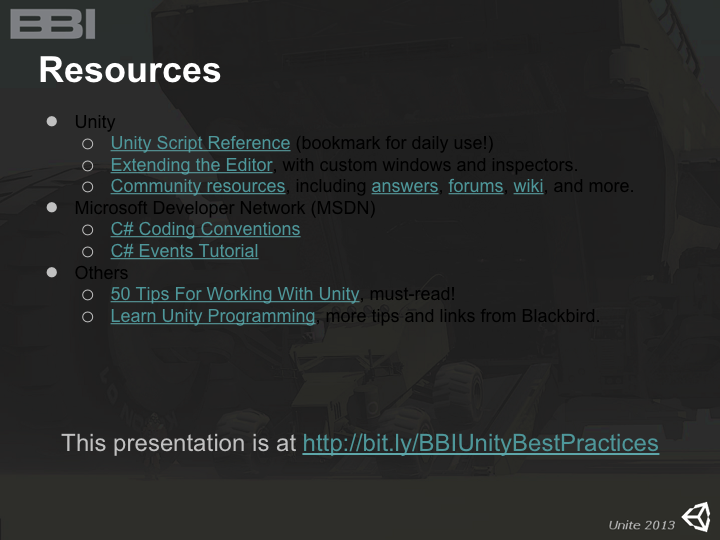 BBI
Resources
● Unity
○ Unity Script Reference (bookmark for daily use!)
○ Extending the Editor, with custom windows and inspectors.
○ Community resources, including answers, forums, wiki, and more.
● Microsoft Developer Network (MSDN)
○ C# Coding Conventions
○ C# Events Tutorial
● Others
○ 50 Tips For Working With Unity, must-read!
○ Learn Unity Programming, more tips and links from Blackbird.
This presentation is at http://bit.ly/BBIUnityBestPractices
Unite 2013